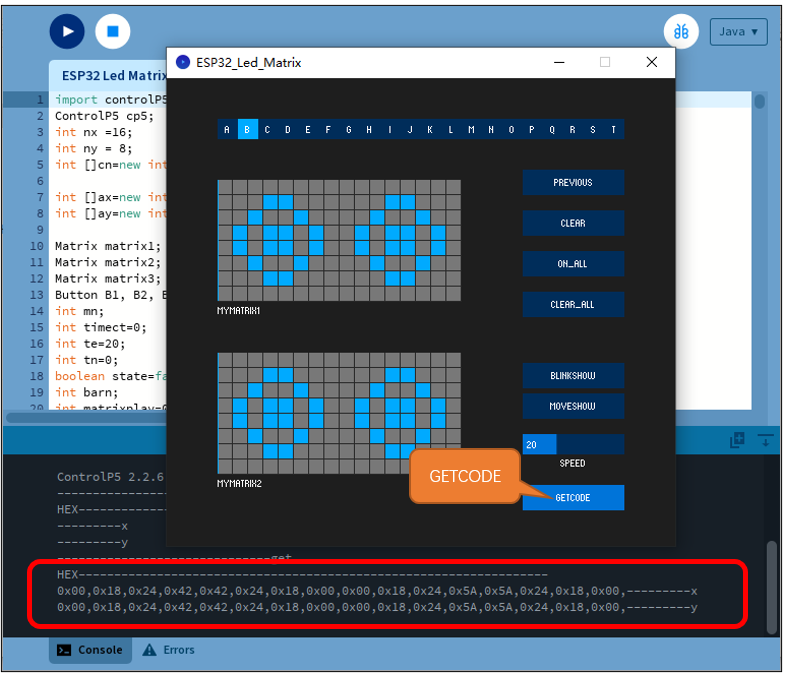 Java ▾
ESP32_Led_Matrix
ESP32 Led Matrix
1 import controlP5
2 ControlP5 cp5;
3 int nx =16;
4 int ny = 8;
5 int []cn=new int
6
7 int []ax=new int
8 int []ay=new int
9
10 Matrix matrix1;
11 Matrix matrix2;
12 Matrix matrix3;
13 Button B1, B2, B
14 int mn;
15 int timect=0;
16 int te=20;
17 int tn=0;
18 boolean state=fa
19 int barn;
20 int matrixplay=0
A B C D E F G H I J K L M N O P Q R S T
PREVIOUS
CLEAR
ON_ALL
CLEAR_ALL
MYMATRIX1
BLINKSHOW
MOVESHOW
20
SPEED
GETCODE
MYMATRIX2
GETCODE
ControlP5 2.2.6
HEX
---------x
---------y
------------------------------get
HEX------------------------------------------------------------
0x00,0x18,0x24,0x42,0x42,0x24,0x18,0x00,0x00,0x18,0x24,0x5A,0x5A,0x24,0x18,0x00,---------x
0x00,0x18,0x24,0x42,0x42,0x24,0x18,0x00,0x00,0x18,0x24,0x5A,0x5A,0x24,0x18,0x00,---------y
Console
Errors